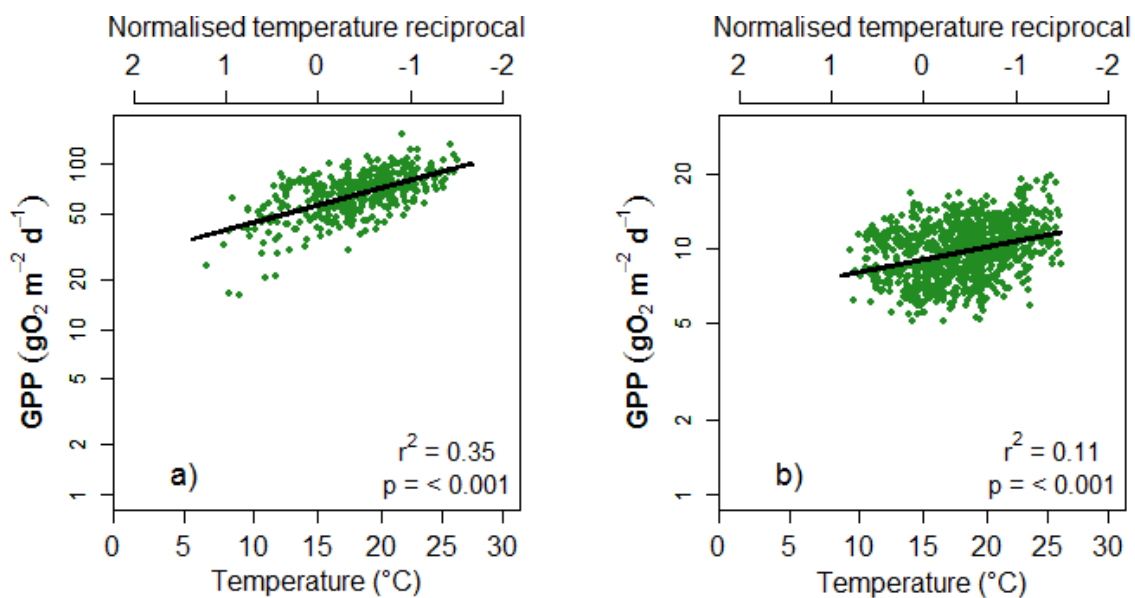 Normalised temperature reciprocal
2 1 0 -1 -2
GPP (gO₂ m⁻² d⁻¹)
100
50
20
10
5
2
1
a)
r² = 0.35
p = < 0.001
0 5 10 15 20 25 30
Temperature (°C)
Normalised temperature reciprocal
2 1 0 -1 -2
GPP (gO₂ m⁻² d⁻¹)
20
10
5
2
1
b)
r² = 0.11
p = < 0.001
0 5 10 15 20 25 30
Temperature (°C)